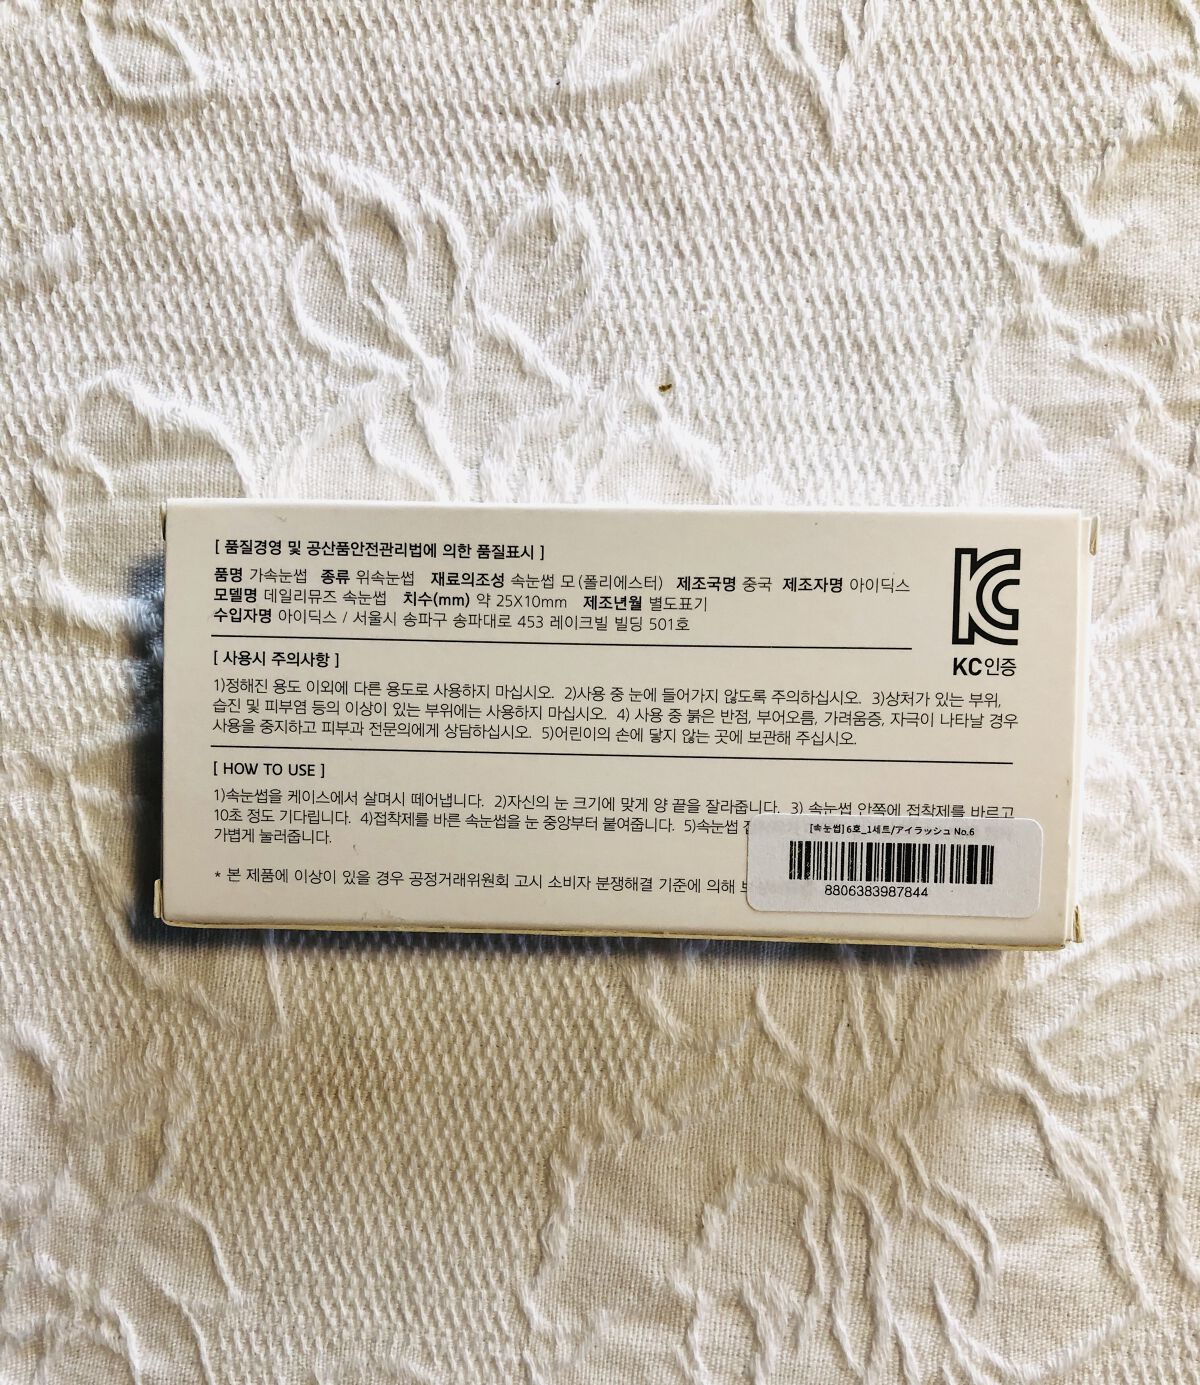 [ 품질경영 및 공산품안전관리법에 의한 품질표시 ]
품명 가속눈썹 종류 위속눈썹 재료의조성 속눈썹 모(폴리에스터) 제조국명 중국 제조자명 아이딕스
모델명 데일리뮤즈 속눈썹 치수(mm) 약 25X10mm 제조년월 별도표기
수입자명 아이딕스 / 서울시 송파구 송파대로 453 레이크빌 빌딩 501호
KC인증
[ 사용시 주의사항 ]
1)정해진 용도 이외에 다른 용도로 사용하지 마십시오. 2)사용 중 눈에 들어가지 않도록 주의하십시오. 3)상처가 있는 부위,
습진 및 피부염 등의 이상이 있는 부위에는 사용하지 마십시오. 4) 사용 중 붉은 반점, 부어오름, 가려움증, 자극이 나타날 경우
사용을 중지하고 피부과 전문의에게 상담하십시오. 5)어린이의 손에 닿지 않는 곳에 보관해 주십시오.
[ HOW TO USE ]
1)속눈썹을 케이스에서 살며시 떼어냅니다. 2)자신의 눈 크기에 맞게 양 끝을 잘라줍니다. 3) 속눈썹 안쪽에 접착제를 바르고
10초 정도 기다립니다. 4)접착제를 바른 속눈썹을 눈 중앙부터 붙여줍니다. 5)속눈썹
가볍게 눌러줍니다.
* 본 제품에 이상이 있을 경우 공정거래위원회 고시 소비자 분쟁해결 기준에 의해
[속눈썹] 6호_1세트/アイラッシュ No.6
8806383987844